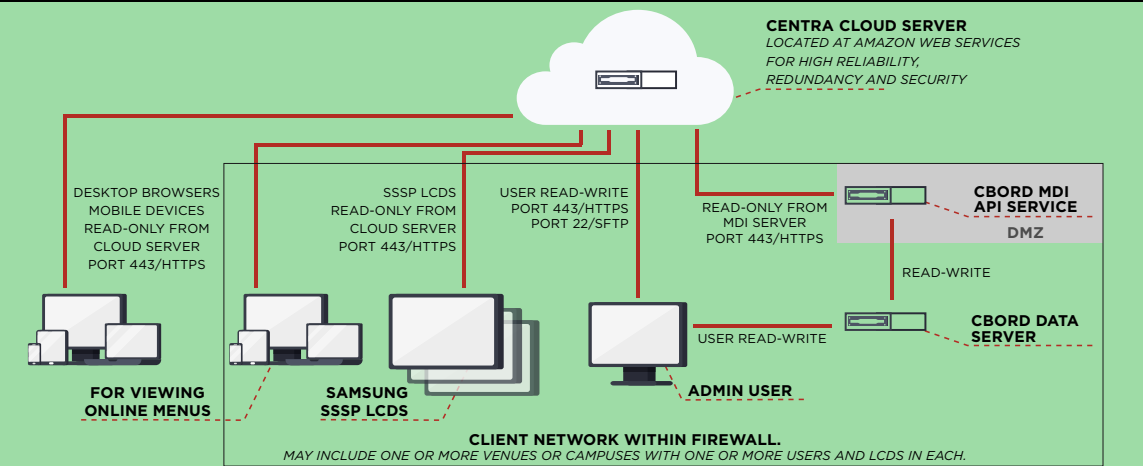 CENTRA CLOUD SERVER
LOCATED AT AMAZON WEB SERVICES
FOR HIGH RELIABILITY,
REDUNDANCY AND SECURITY
DESKTOP BROWSERS
MOBILE DEVICES
READ-ONLY FROM
CLOUD SERVER
PORT 443/HTTPS
SSSP LCDS
READ-ONLY FROM
CLOUD SERVER
PORT 443/HTTPS
USER READ-WRITE
PORT 443/HTTPS
PORT 22/SFTP
READ-ONLY FROM
MDI SERVER
PORT 443/HTTPS
CBORD MDI
API SERVICE
DMZ
READ-WRITE
CBORD DATA
SERVER
USER READ-WRITE
FOR VIEWING
ONLINE MENUS
SAMSUNG
SSSP LCDS
ADMIN USER
CLIENT NETWORK WITHIN FIREWALL.
MAY INCLUDE ONE OR MORE VENUES OR CAMPUSES WITH ONE OR MORE USERS AND LCDS IN EACH.